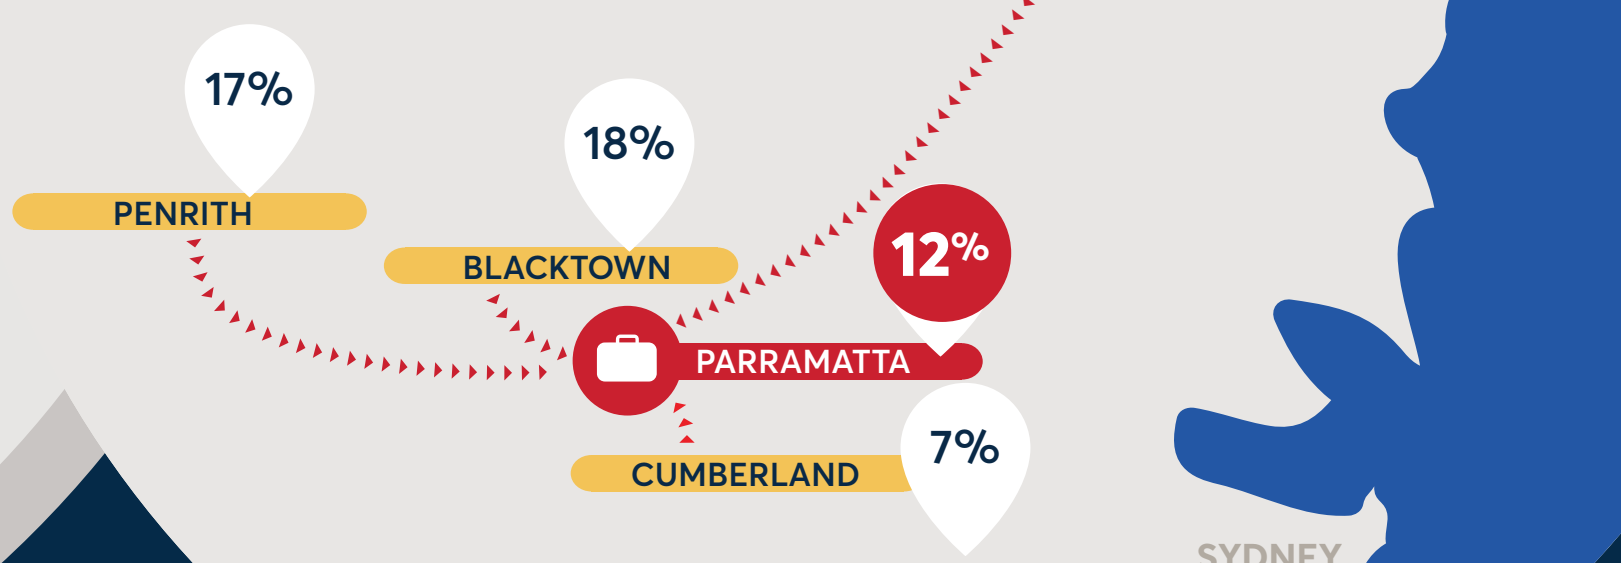 17%
PENRITH
18%
BLACKTOWN
12%
PARRAMATTA
7%
CUMBERLAND
SYDNEY